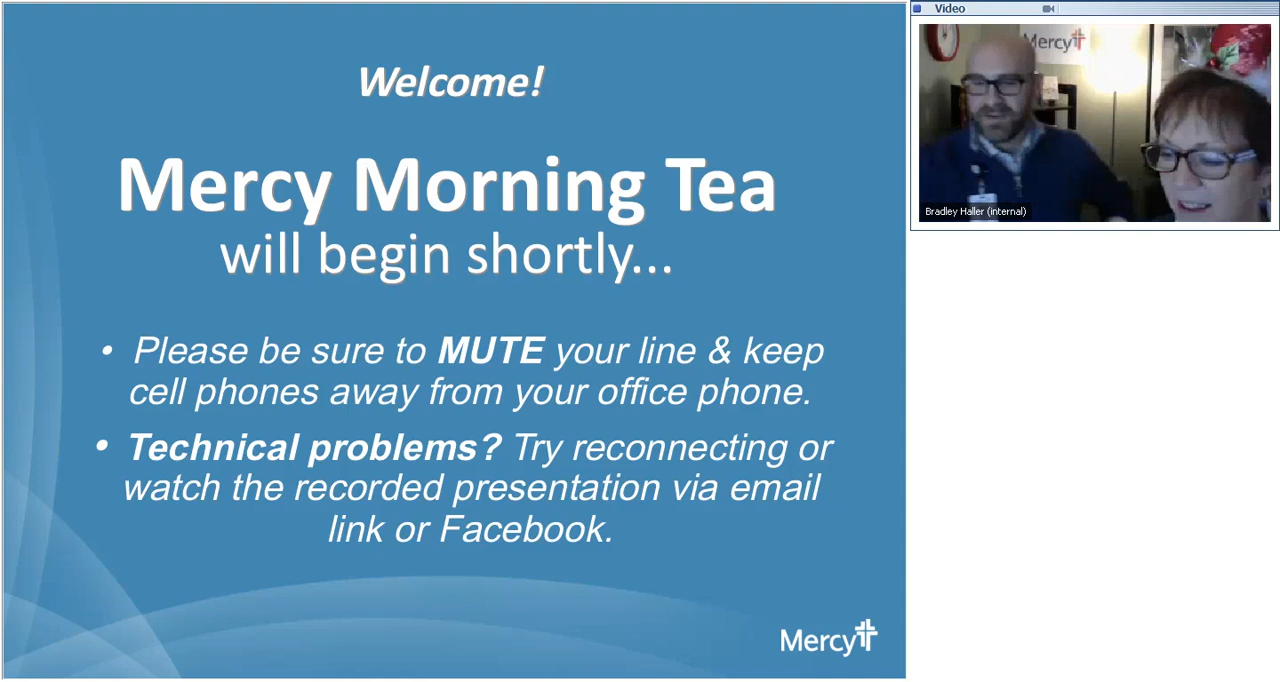 Welcome!
Mercy Morning Tea
will begin shortly...
• Please be sure to MUTE your line & keep
cell phones away from your office phone.
• Technical problems? Try reconnecting or
watch the recorded presentation via email
link or Facebook.
Mercy
Video
Mercy
Bradley Haller (internal)